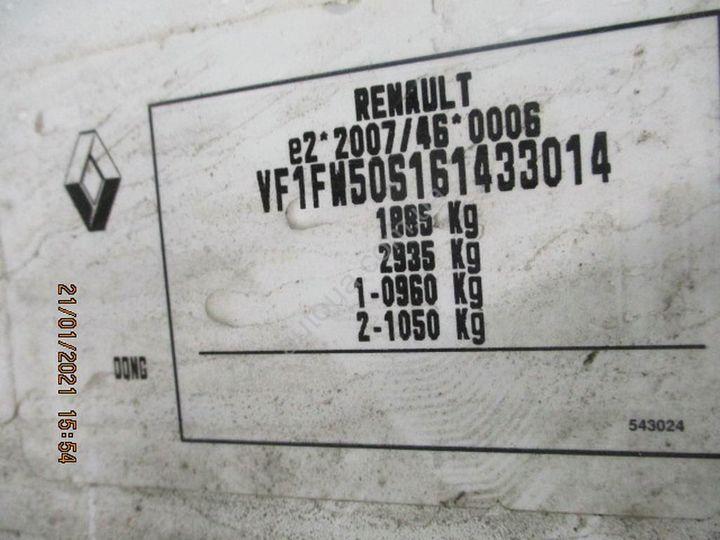 RENAULT
e2*2007/46*0006
VF1FW50S161433014
1885 Kg
2935 Kg
1-0960 Kg
2-1050 Kg
DQNG
543024
21/01/2021 15:54